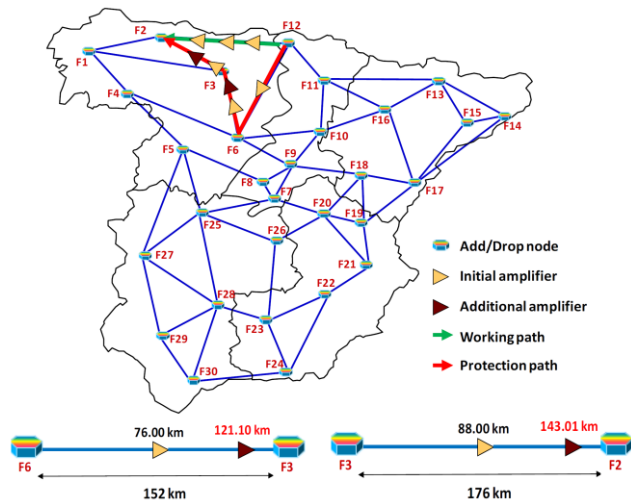 F12
F2
F1
F3
F11
F13
F4
F16
F15
F14
F6
F10
F5
F9
F8
F18
F17
F7
F20
F19
F25
F26
F27
F21
F22
F28
F23
F29
F24
F30
Add/Drop node
Initial amplifier
Additional amplifier
Working path
Protection path
76.00 km
121.10 km
F6
F3
152 km
88.00 km
143.01 km
F3
F2
176 km